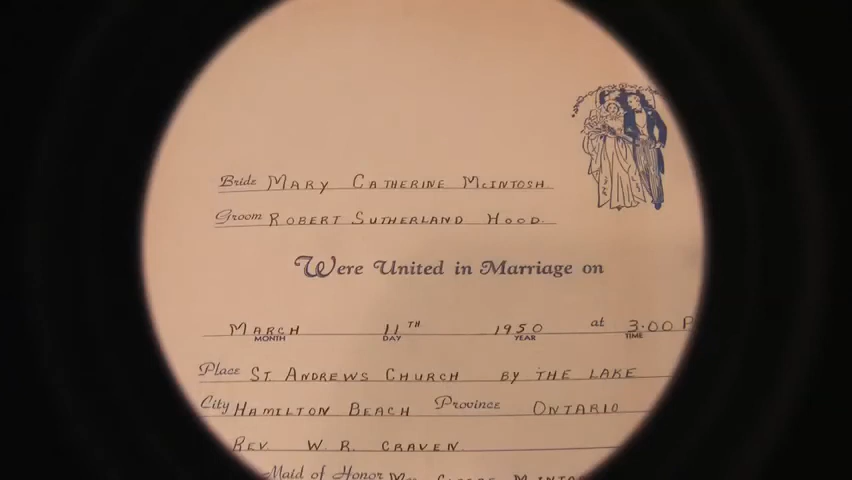 Bride MARY CATHERINE McINTOSH
Groom ROBERT SUTHERLAND HOOD.
Were United in Marriage on
MARCH 11TH 1950 at 3.00 P
MONTH DAY YEAR TIME
Place ST. ANDREWS CHURCH BY THE LAKE
City HAMILTON BEACH Province ONTARIO
REV. W. R. CRAVEN.
Maid of Honor